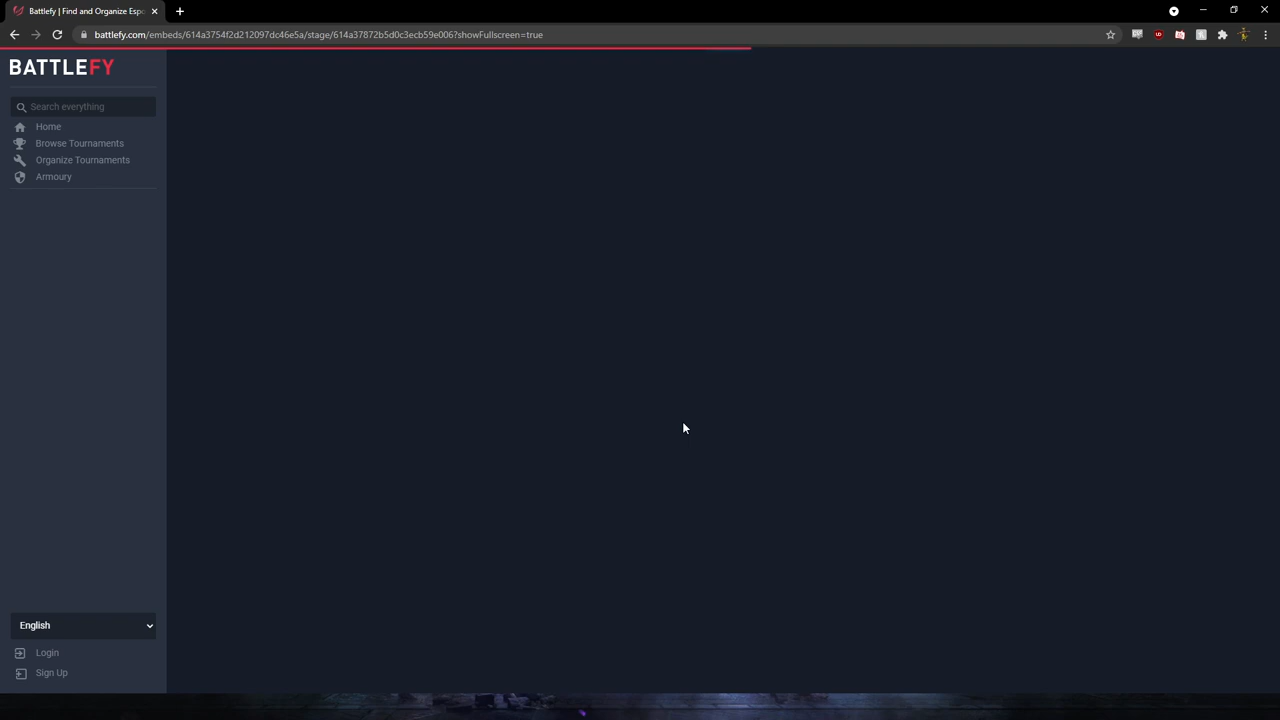 Battlefy | Find and Organize Espo
battlefy.com/embeds/614a3754f2d212097dc46e5a/stage/614a37872b5d0c3ecb59e006?showFullscreen=true
BATTLEFY
Search everything
Home
Browse Tournaments
Organize Tournaments
Armoury
English
Login
Sign Up